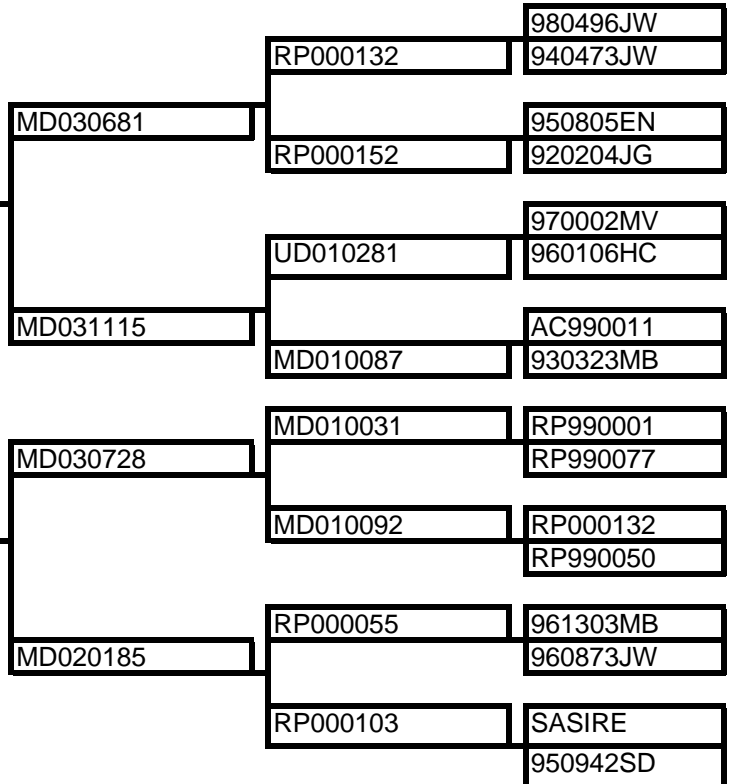 980496JW
RP000132 940473JW
MD030681 950805EN
RP000152 920204JG
970002MV
UD010281 960106HC
MD031115 AC990011
MD010087 930323MB
MD010031 RP990001
MD030728 RP990077
MD010092 RP000132
RP990050
RP000055 961303MB
MD020185 960873JW
RP000103 SASIRE
950942SD